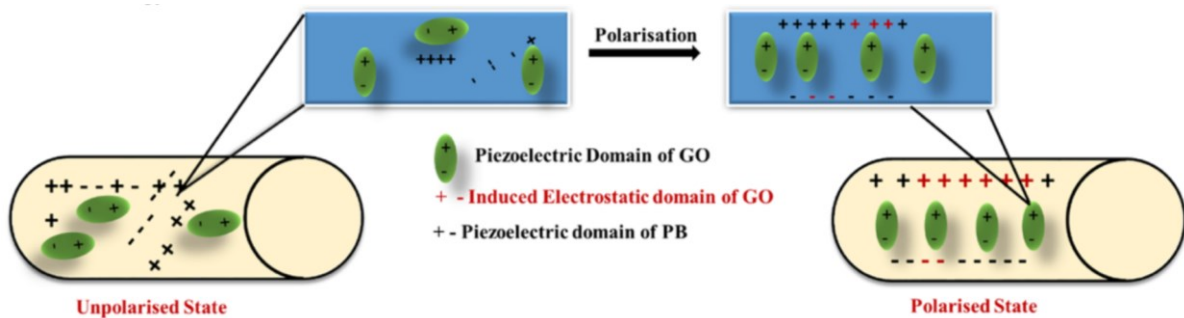 Polarisation
Piezoelectric Domain of GO
+ - Induced Electrostatic domain of GO
+ - Piezoelectric domain of PB
Unpolarised State
Polarised State